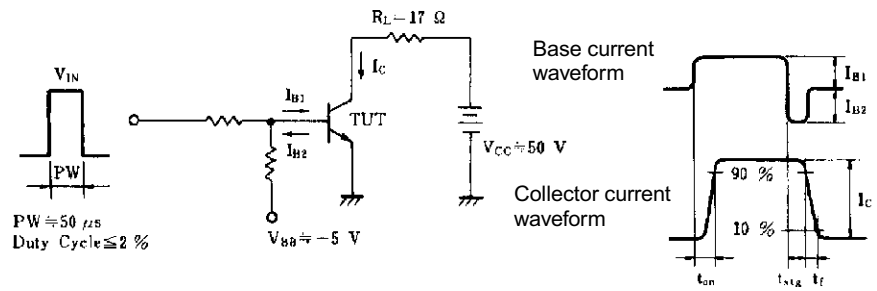 R_L=17 Ω
V_IN
I_C
I_B1
TUT
I_B2
PW
V_CC≒50 V
PW≒50 μs
Duty Cycle≦2 %
V_BB≒−5 V
Base current
waveform
I_B1
I_B2
Collector current
waveform
90 %
10 %
I_C
t_on
t_stg
t_f